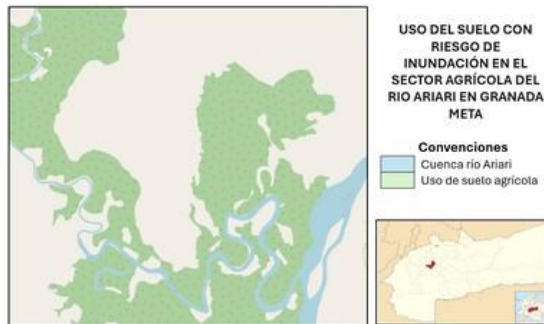 USO DEL SUELO CON
RIESGO DE
INUNDACIÓN EN EL
SECTOR AGRÍCOLA DEL
RIO ARIARI EN GRANADA
META
Convenciones
Cuenca río Ariari
Uso de suelo agrícola